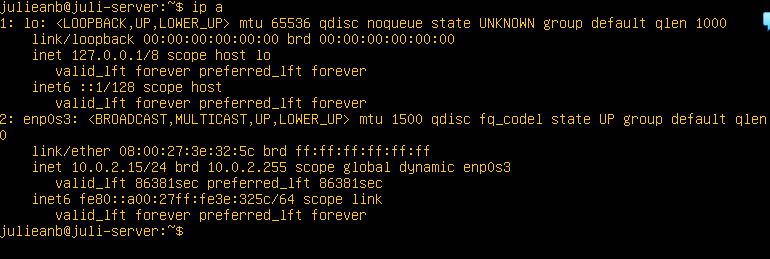 julieanb@juli-server:~$ ip a
1: lo: <LOOPBACK,UP,LOWER_UP> mtu 65536 qdisc noqueue state UNKNOWN group default qlen 1000
    link/loopback 00:00:00:00:00:00 brd 00:00:00:00:00:00
    inet 127.0.0.1/8 scope host lo
       valid_lft forever preferred_lft forever
    inet6 ::1/128 scope host
       valid_lft forever preferred_lft forever
2: enp0s3: <BROADCAST,MULTICAST,UP,LOWER_UP> mtu 1500 qdisc fq_codel state UP group default qlen
0
    link/ether 08:00:27:3e:32:5c brd ff:ff:ff:ff:ff:ff
    inet 10.0.2.15/24 brd 10.0.2.255 scope global dynamic enp0s3
       valid_lft 86381sec preferred_lft 86381sec
    inet6 fe80::a00:27ff:fe3e:325c/64 scope link
       valid_lft forever preferred_lft forever
julieanb@juli-server:~$